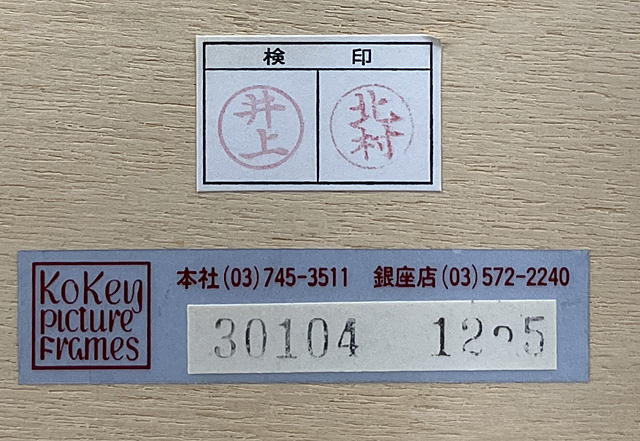 検 印
井上
北村
KoKey
picture
Frames
本社(03)745-3511 銀座店(03)572-2240
30104